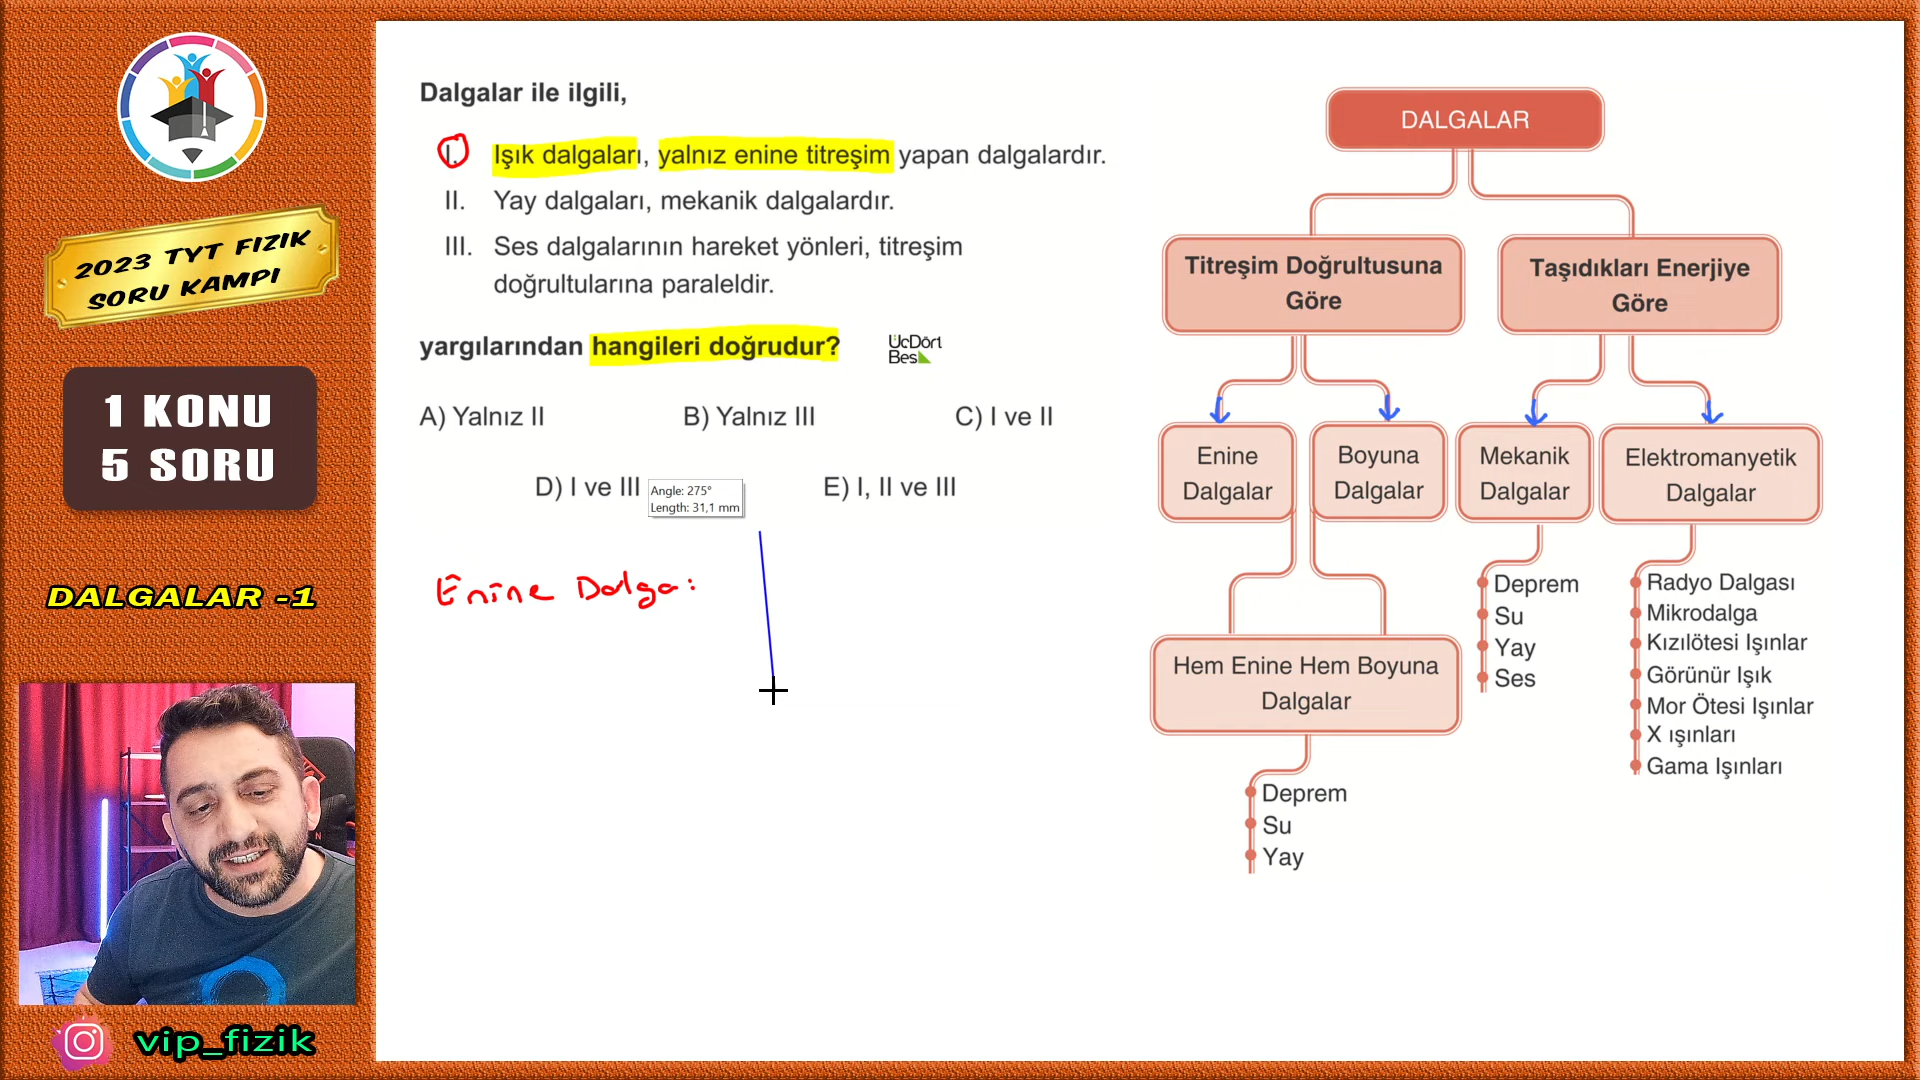 2023 TYT FIZIK
SORU KAMPI
1 KONU
5 SORU
DALGALAR -1
vip_fizik
Dalgalar ile ilgili,
I. Işık dalgaları, yalnız enine titreşim yapan dalgalardır.
II. Yay dalgaları, mekanik dalgalardır.
III. Ses dalgalarının hareket yönleri, titreşim
doğrultularına paraleldir.
yargılarından hangileri doğrudur?
ÜçDört
Beş
A) Yalnız II B) Yalnız III C) I ve II
D) I ve III E) I, II ve III
Angle: 275°
Length: 31,1 mm
Enine Dalga:
DALGALAR
Titreşim Doğrultusuna
Göre
Taşıdıkları Enerjiye
Göre
Enine
Dalgalar
Boyuna
Dalgalar
Mekanik
Dalgalar
Elektromanyetik
Dalgalar
Hem Enine Hem Boyuna
Dalgalar
Deprem
Su
Yay
Deprem
Su
Yay
Ses
Radyo Dalgası
Mikrodalga
Kızılötesi Işınlar
Görünür Işık
Mor Ötesi Işınlar
X ışınları
Gama Işınları